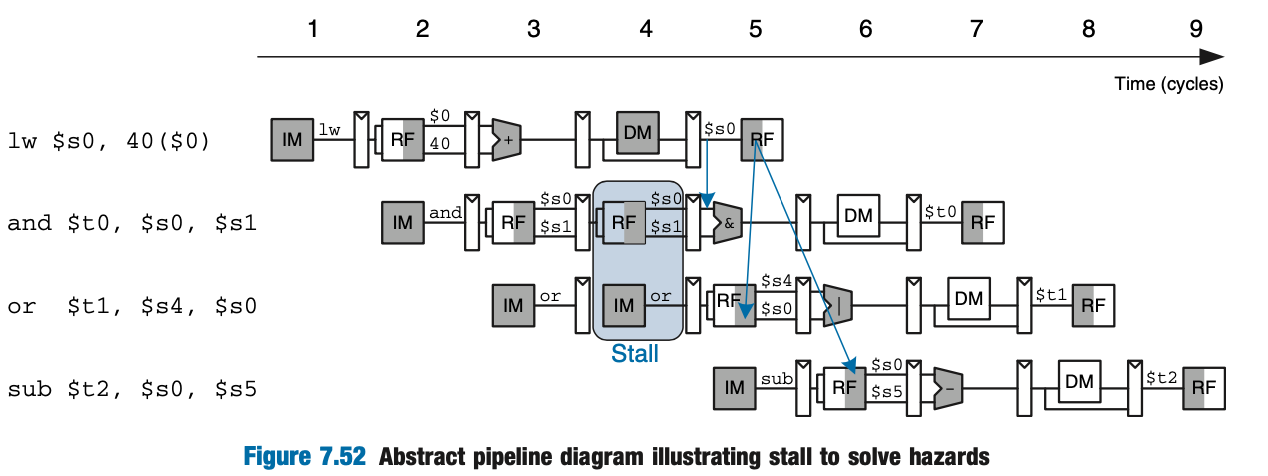 1 2 3 4 5 6 7 8 9
Time (cycles)
$0
lw $s0, 40($0) IM lw RF 40 + DM $s0 RF
$s0 $s0
and $t0, $s0, $s1 IM and RF $s1 RF $s1 & DM $t0 RF
$s4
or $t1, $s4, $s0 IM or IM or RF $s0 | DM $t1 RF
Stall
$s0
sub $t2, $s0, $s5 IM sub RF $s5 - DM $t2 RF
Figure 7.52 Abstract pipeline diagram illustrating stall to solve hazards